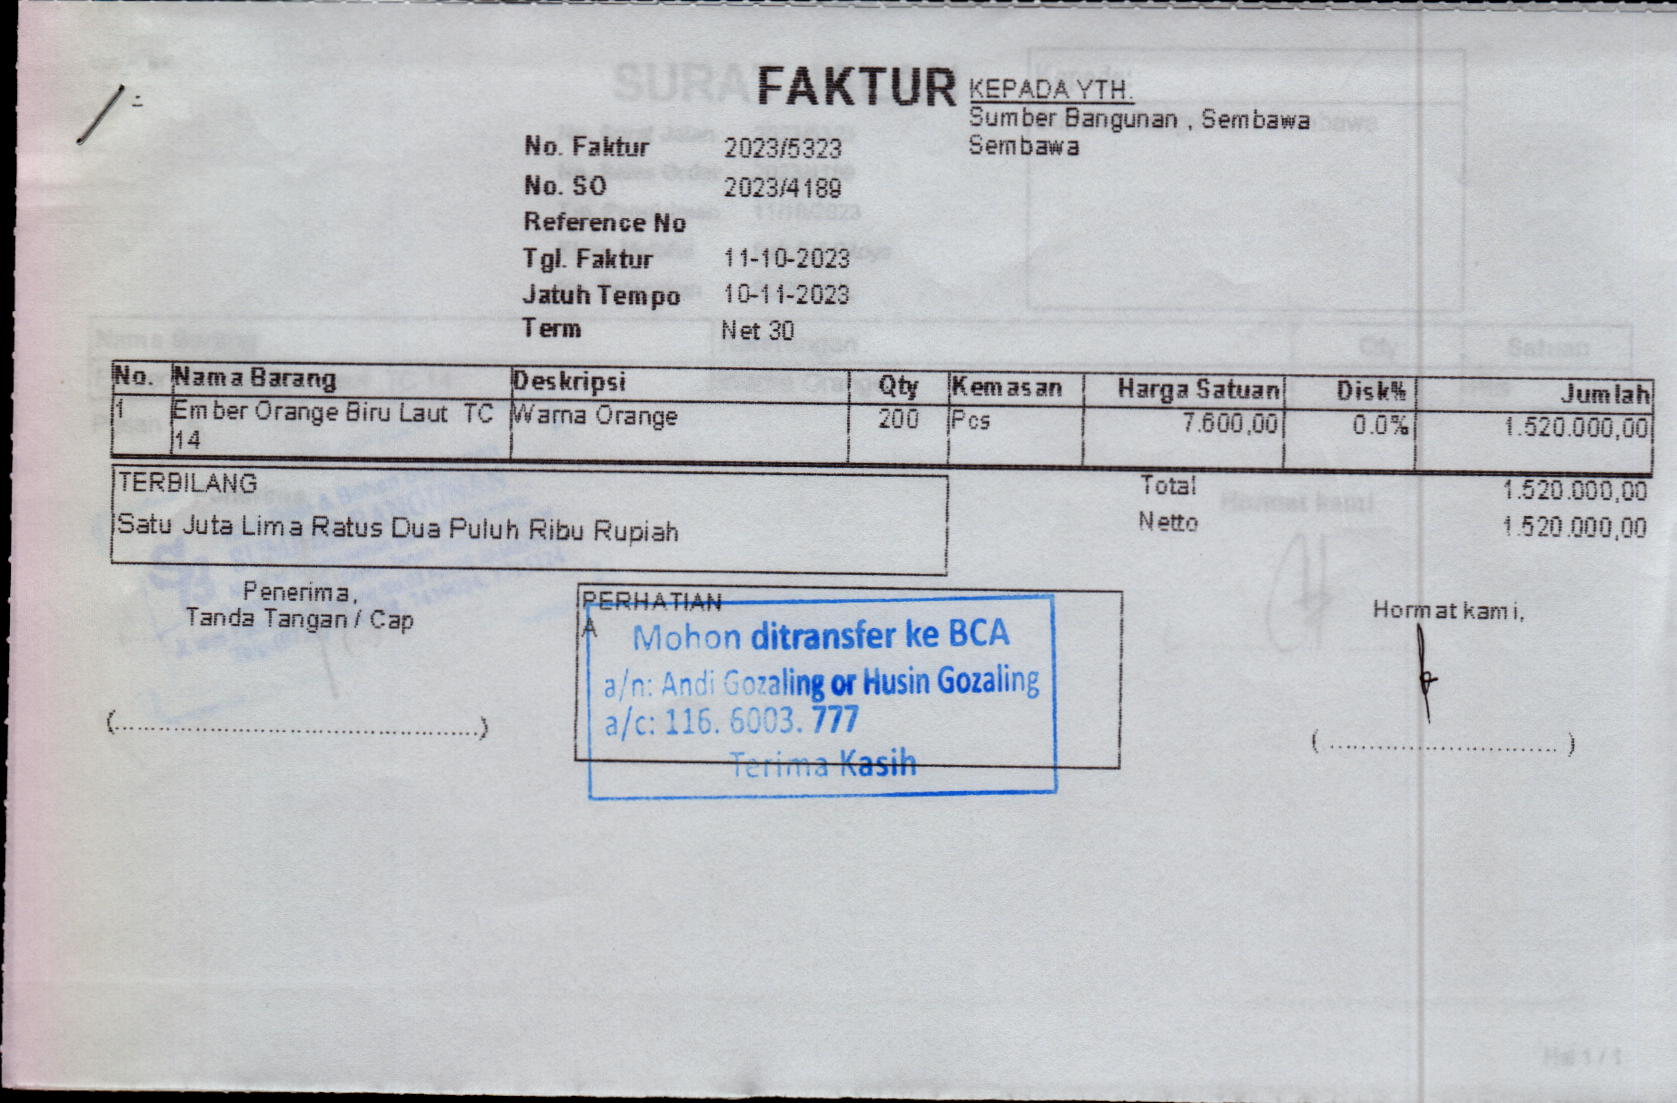 FAKTUR
KEPADA YTH.
Sumber Bangunan , Sembawa
Sembawa
No. Faktur 2023/5323
No. SO 2023/4189
Reference No
Tgl. Faktur 11-10-2023
Jatuh Tempo 10-11-2023
Term Net 30
No. Nama Barang Deskripsi Qty Kemasan Harga Satuan Disk% Jumlah
1 Ember Orange Biru Laut TC Warna Orange 200 Pcs 7.600,00 0.0% 1.520.000,00
14
TERBILANG
Satu Juta Lima Ratus Dua Puluh Ribu Rupiah
Total 1.520.000,00
Netto 1.520.000,00
Penerima,
Tanda Tangan / Cap
(................................................)
PERHATIAN
A
Mohon ditransfer ke BCA
a/n: Andi Gozaling or Husin Gozaling
a/c: 116. 6003. 777
Terima Kasih
Hormat kami,
(..............................)
Hal 1 / 1